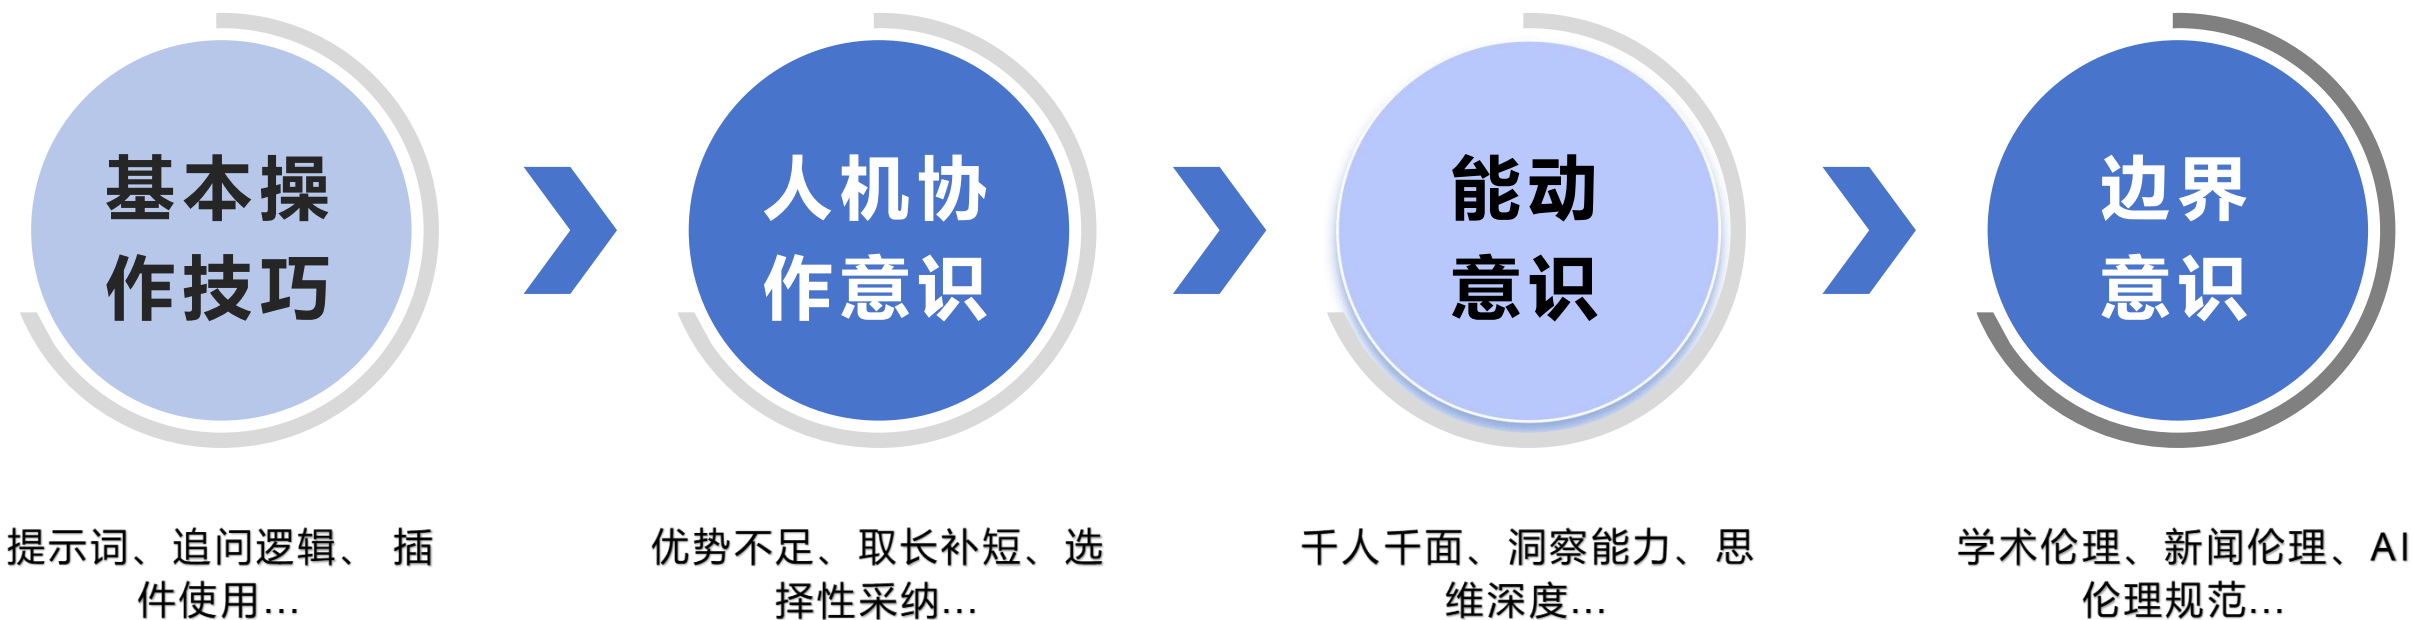 基本操
作技巧
人机协
作意识
能动
意识
边界
意识
提示词、追问逻辑、 插
件使用...
优势不足、取长补短、选
择性采纳...
千人千面、洞察能力、思
维深度...
学术伦理、新闻伦理、AI
伦理规范...